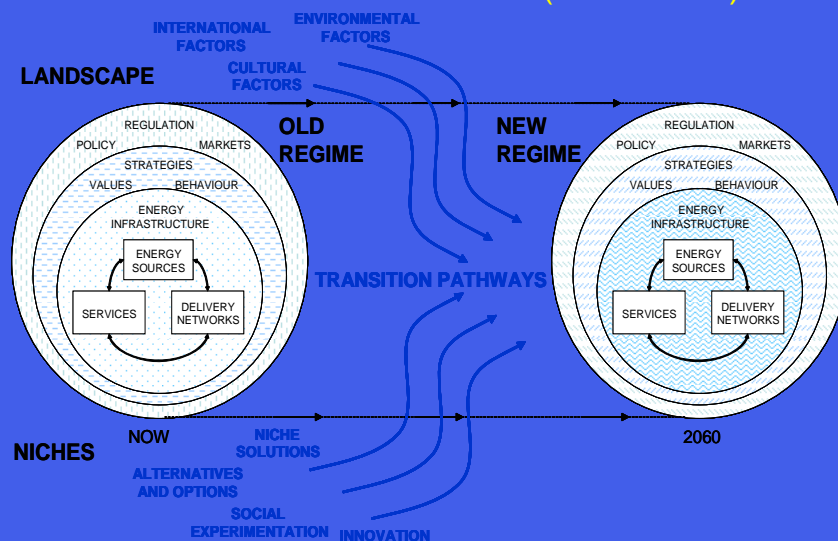 INTERNATIONAL
FACTORS
ENVIRONMENTAL
FACTORS
CULTURAL
FACTORS
LANDSCAPE
OLD
REGIME
NEW
REGIME
REGULATION
POLICY
MARKETS
STRATEGIES
VALUES
BEHAVIOUR
ENERGY
INFRASTRUCTURE
ENERGY
SOURCES
SERVICES
DELIVERY
NETWORKS
TRANSITION PATHWAYS
REGULATION
POLICY
MARKETS
STRATEGIES
VALUES
BEHAVIOUR
ENERGY
INFRASTRUCTURE
ENERGY
SOURCES
SERVICES
DELIVERY
NETWORKS
NOW
2060
NICHES
NICHE
SOLUTIONS
ALTERNATIVES
AND OPTIONS
SOCIAL
EXPERIMENTATION
INNOVATION